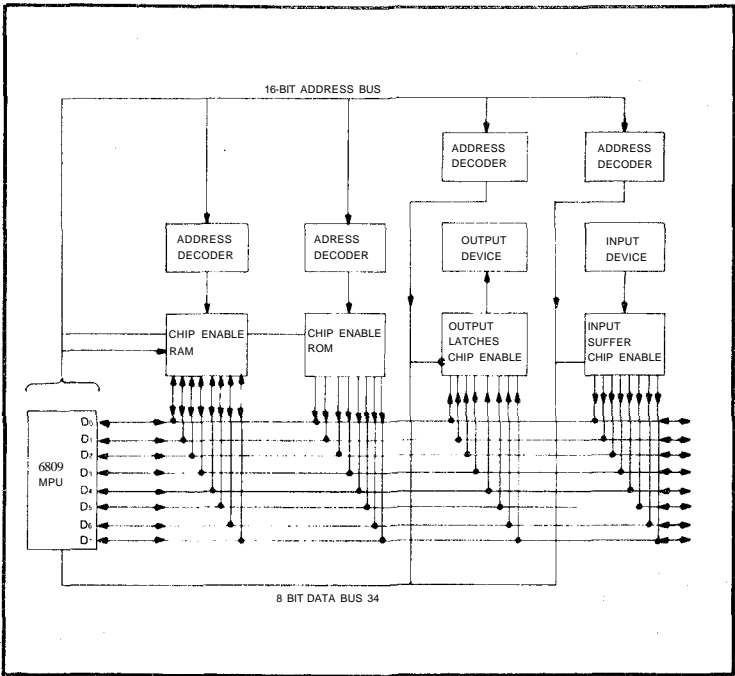 16-BIT ADDRESS BUS
ADDRESS
DECODER
ADDRESS
DECODER
ADDRESS
DECODER
ADRESS
DECODER
OUTPUT
DEVICE
INPUT
DEVICE
CHIP ENABLE
RAM
CHIP ENABLE
ROM
OUTPUT
LATCHES
CHIP ENABLE
INPUT
SUFFER
CHIP ENABLE
6809
MPU
D0
D1
D2
D3
D4
D5
D6
8 BIT DATA BUS 34